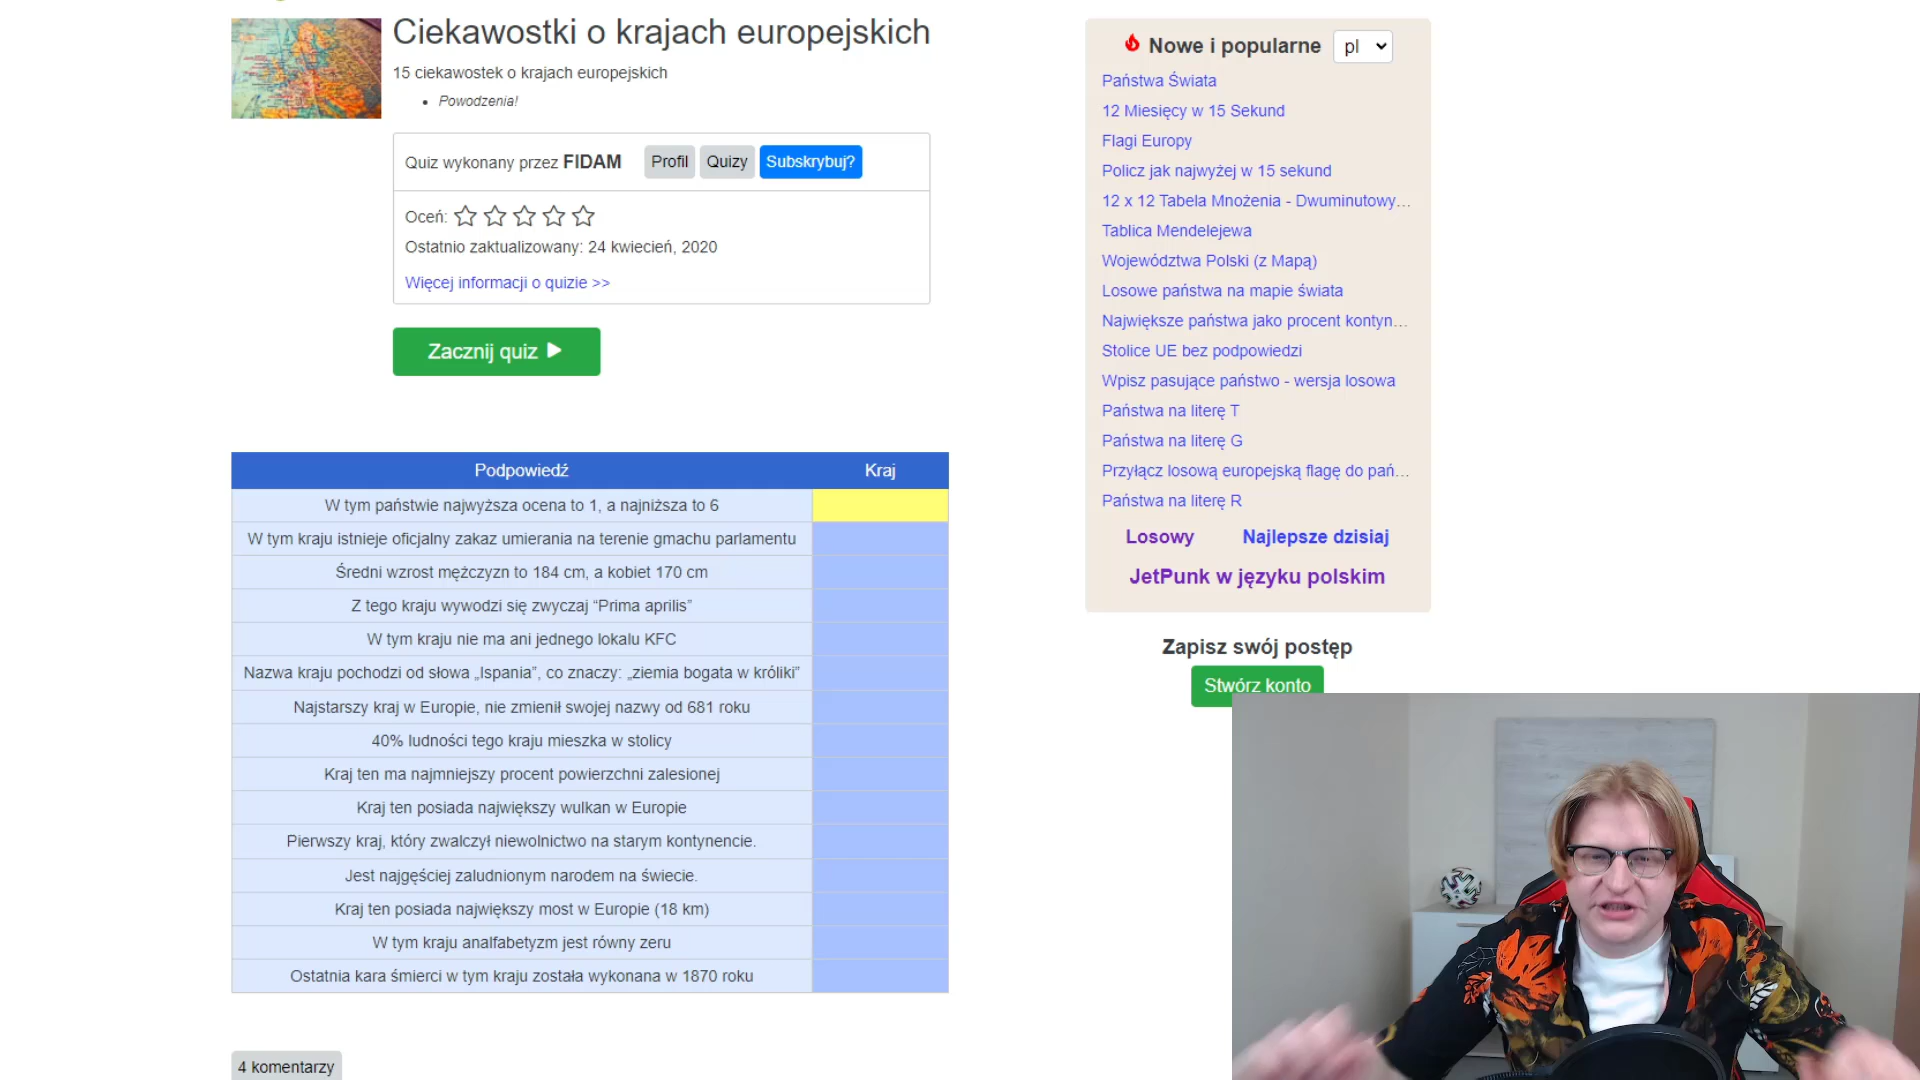 Ciekawostki o krajach europejskich
15 ciekawostek o krajach europejskich
Powodzenia!
Quiz wykonany przez FIDAM Profil Quizy Subskrybuj?
Oceń:
Ostatnio zaktualizowany: 24 kwiecień, 2020
Więcej informacji o quizie >>
Zacznij quiz
Podpowiedź Kraj
W tym państwie najwyższa ocena to 1, a najniższa to 6
W tym kraju istnieje oficjalny zakaz umierania na terenie gmachu parlamentu
Średni wzrost mężczyzn to 184 cm, a kobiet 170 cm
Z tego kraju wywodzi się zwyczaj “Prima aprilis”
W tym kraju nie ma ani jednego lokalu KFC
Nazwa kraju pochodzi od słowa „Ispania”, co znaczy: „ziemia bogata w króliki”
Najstarszy kraj w Europie, nie zmienił swojej nazwy od 681 roku
40% ludności tego kraju mieszka w stolicy
Kraj ten ma najmniejszy procent powierzchni zalesionej
Kraj ten posiada największy wulkan w Europie
Pierwszy kraj, który zwalczył niewolnictwo na starym kontynencie.
Jest najgęściej zaludnionym narodem na świecie.
Kraj ten posiada największy most w Europie (18 km)
W tym kraju analfabetyzm jest równy zeru
Ostatnia kara śmierci w tym kraju została wykonana w 1870 roku
4 komentarzy
Nowe i popularne pl
Państwa Świata
12 Miesięcy w 15 Sekund
Flagi Europy
Policz jak najwyżej w 15 sekund
12 x 12 Tabela Mnożenia - Dwuminutowy…
Tablica Mendelejewa
Województwa Polski (z Mapą)
Losowe państwa na mapie świata
Największe państwa jako procent kontyn…
Stolice UE bez podpowiedzi
Wpisz pasujące państwo - wersja losowa
Państwa na literę T
Państwa na literę G
Przyłącz losową europejską flagę do pań…
Państwa na literę R
Losowy Najlepsze dzisiaj
JetPunk w języku polskim
Zapisz swój postęp
Stwórz konto